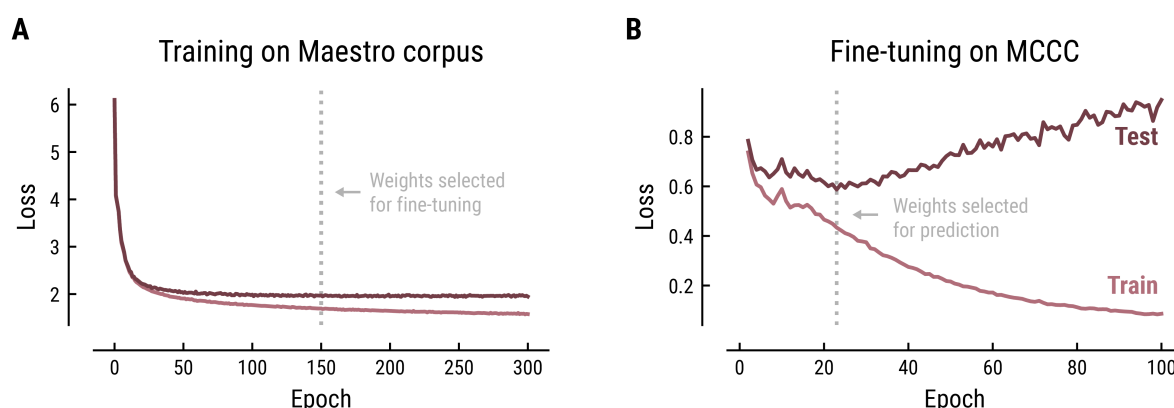 A
Training on Maestro corpus
6
5
4
3
2
Loss
Weights selected
for fine-tuning
0
50
100
150
200
250
300
Epoch
B
Fine-tuning on MCCC
0.8
0.6
0.4
0.2
Loss
Test
Weights selected
for prediction
Train
0
20
40
60
80
100
Epoch